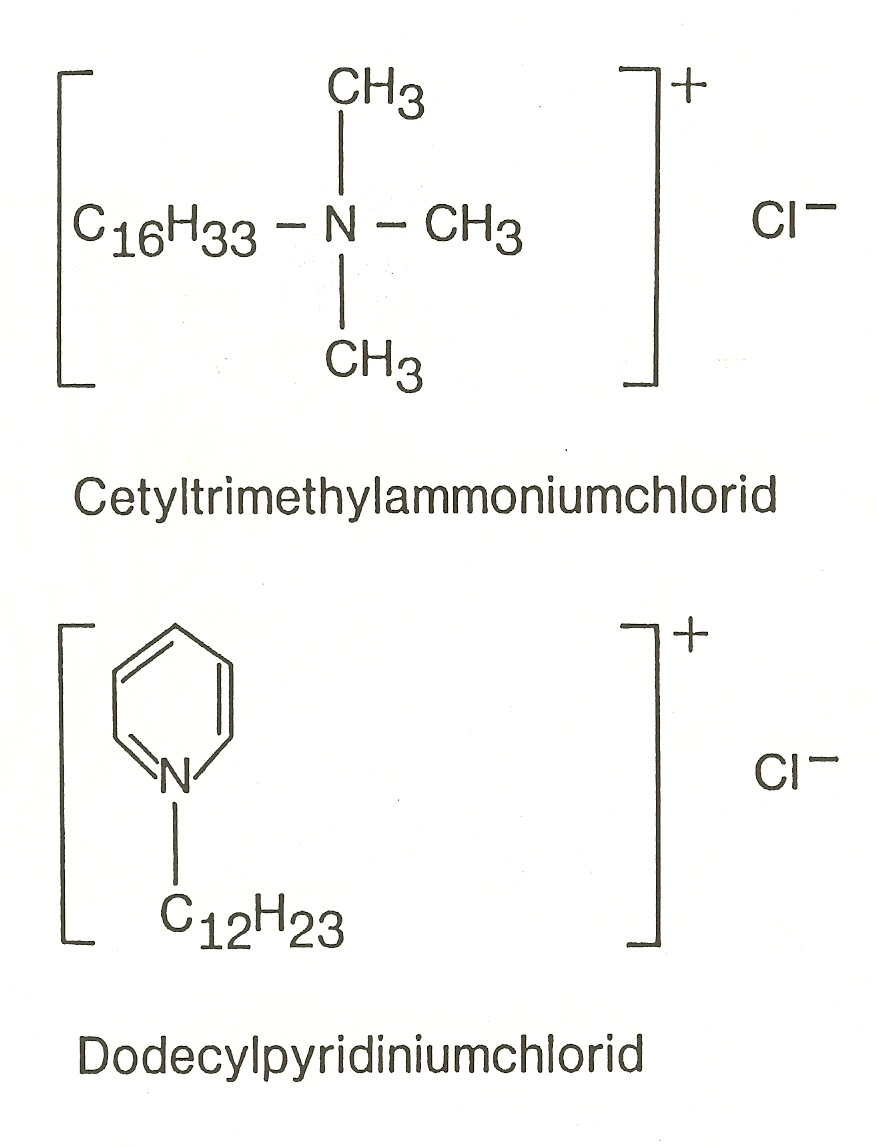 CH3
+
C16H33 – N – CH3
Cl–
CH3
Cetyltrimethylammoniumchlorid
+
N
Cl–
C12H23
Dodecylpyridiniumchlorid